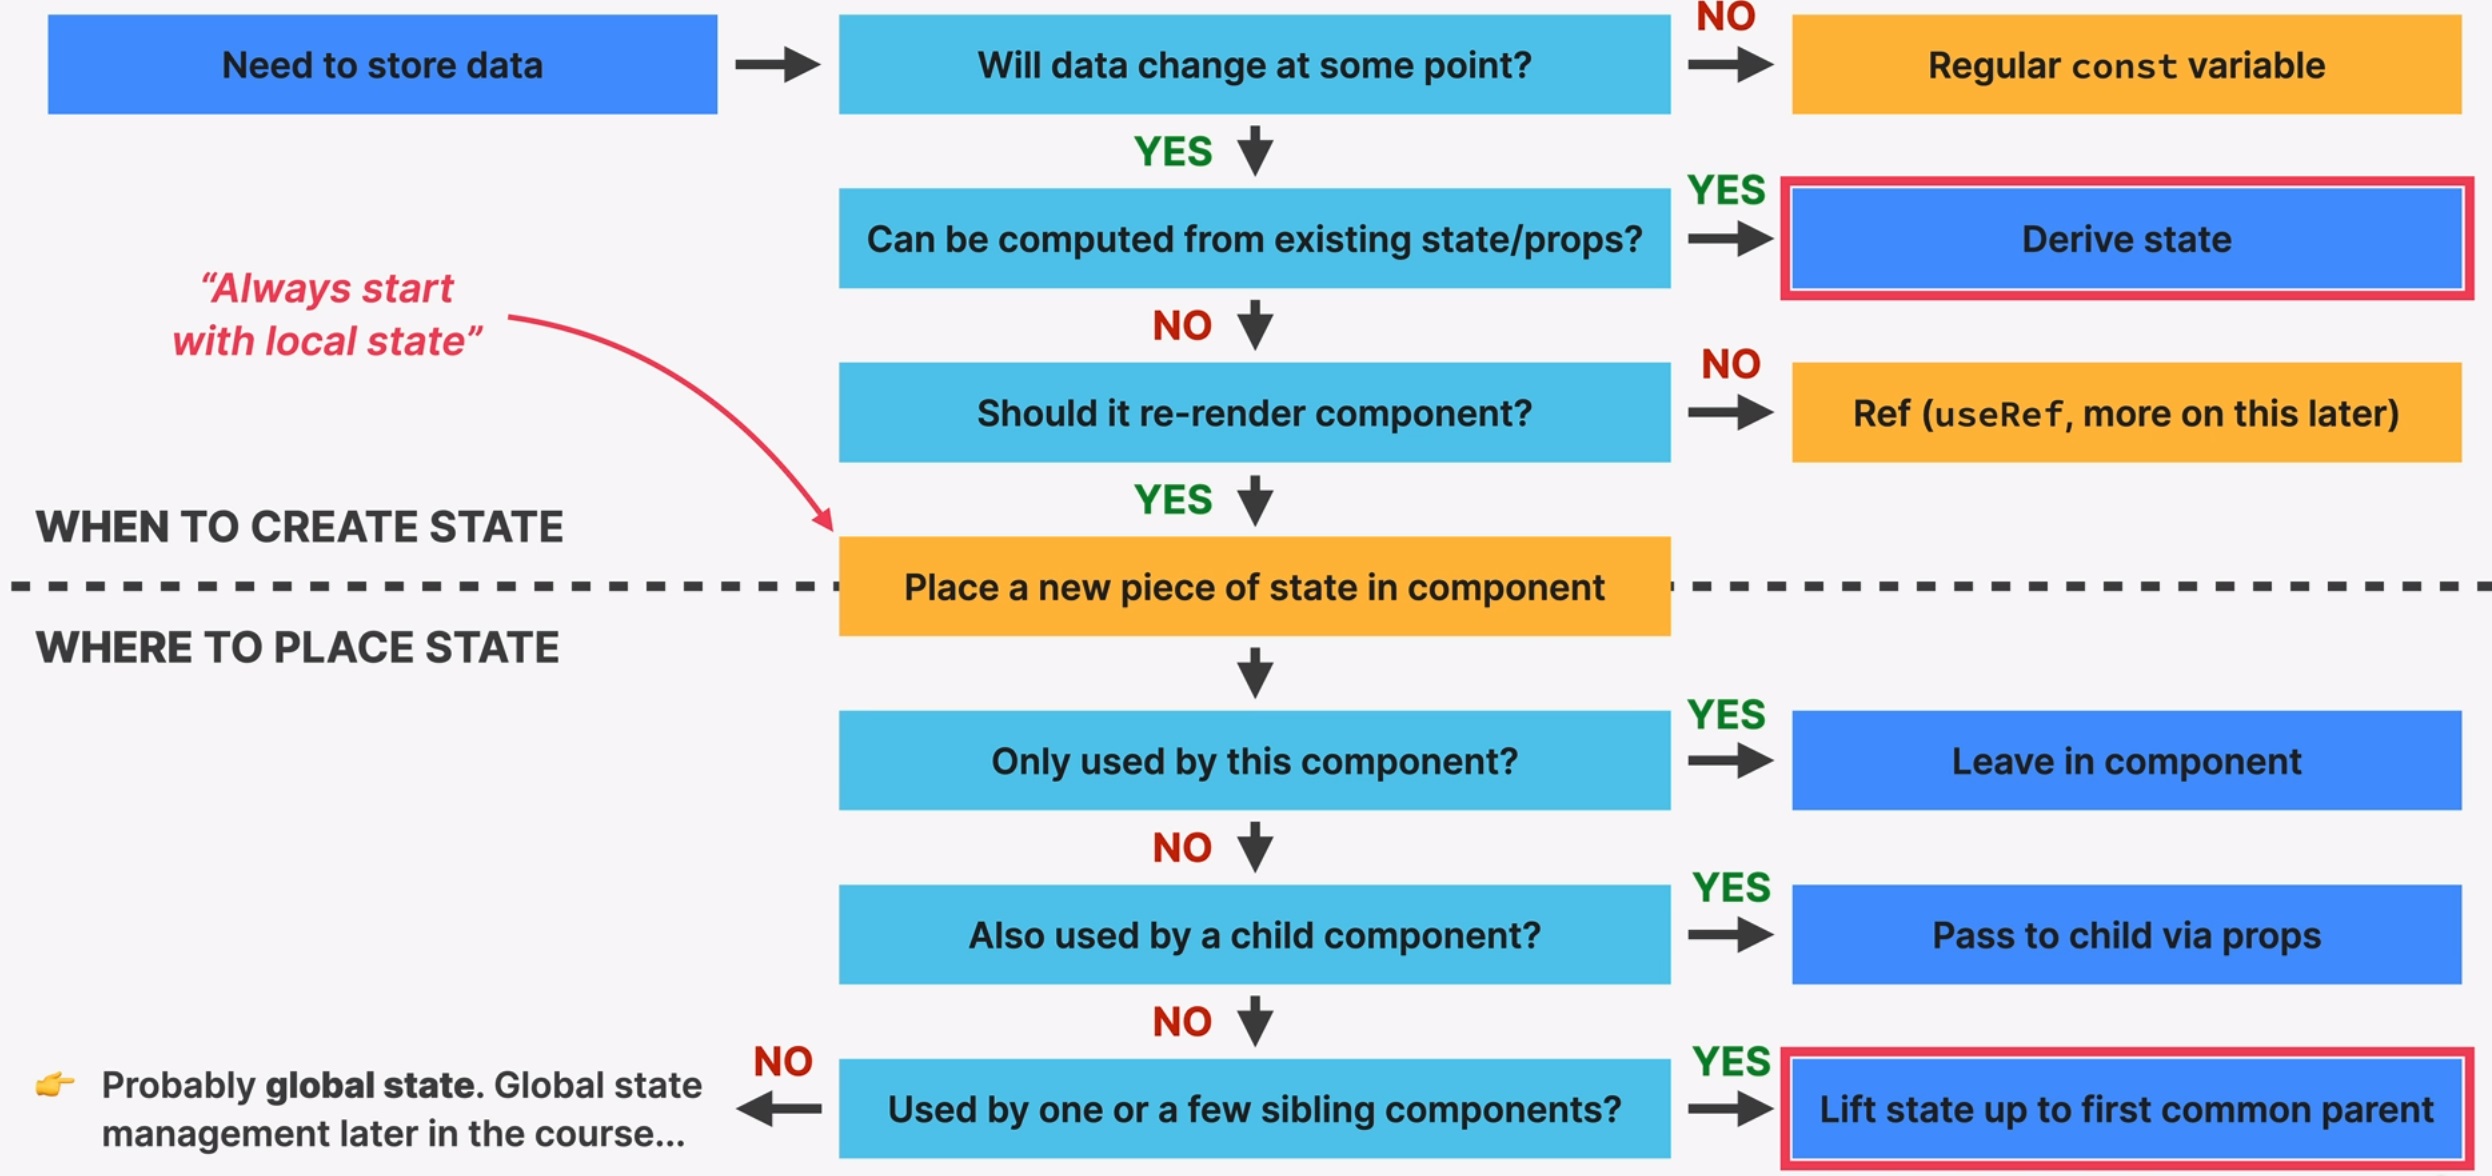 Need to store data
Will data change at some point?
NO
Regular const variable
YES
Can be computed from existing state/props?
YES
Derive state
“Always start
with local state”
NO
Should it re-render component?
NO
Ref (useRef, more on this later)
YES
WHEN TO CREATE STATE
Place a new piece of state in component
WHERE TO PLACE STATE
Only used by this component?
YES
Leave in component
NO
Also used by a child component?
YES
Pass to child via props
NO
Used by one or a few sibling components?
YES
Lift state up to first common parent
NO
👉 Probably global state. Global state
management later in the course...